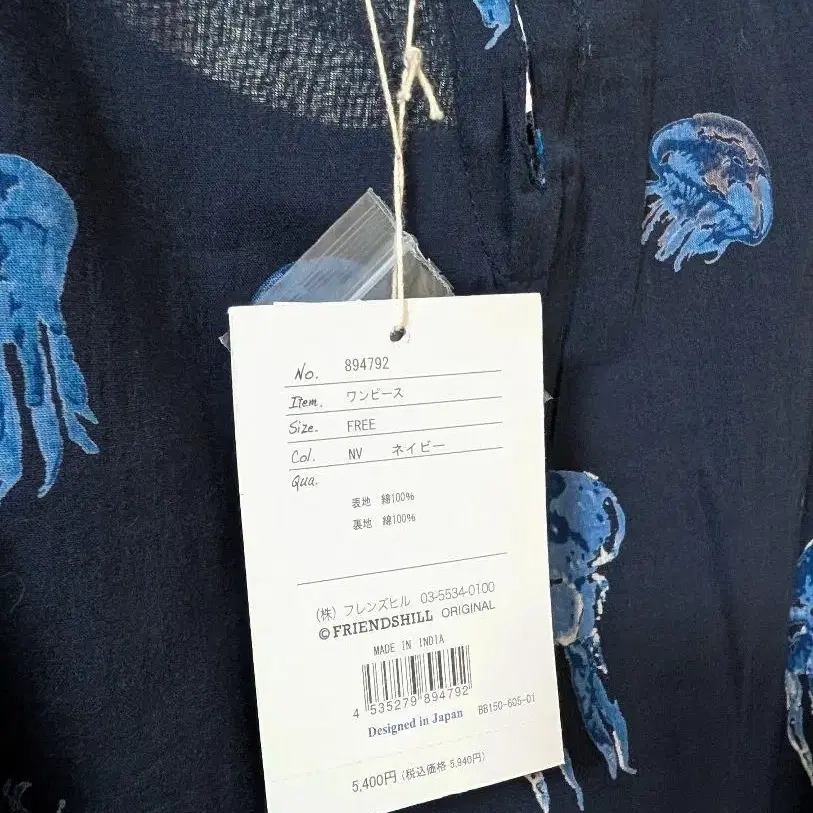 No. 894792
Item. ワンピース
Size. FREE
Col. NV ネイビー
Qua.
表地 綿100%
裏地 綿100%
(株) フレンズヒル 03-5534-0100
©FRIENDSHILL ORIGINAL
MADE IN INDIA
4 535279 894792
Designed in Japan BB150-605-01
5,400円 (税込価格 5,940円)